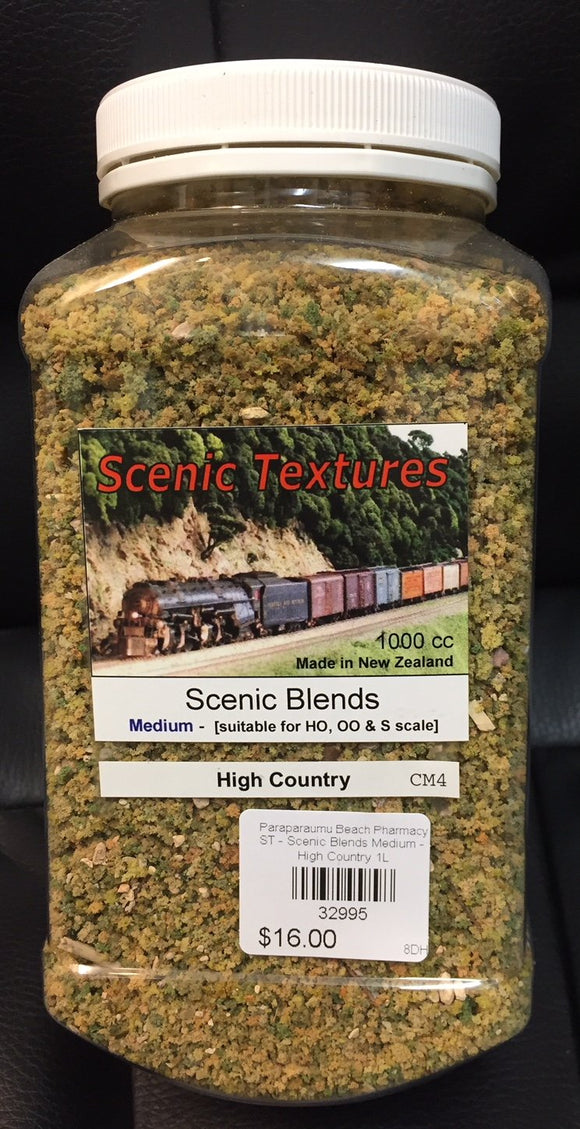 Scenic Textures
1000 cc
Made in New Zealand
Scenic Blends
Medium - [suitable for HO, OO & S scale]
High Country CM4
Paraparaumu Beach Pharmacy
ST - Scenic Blends Medium -
High Country 1L
32995
$16.00
8DH